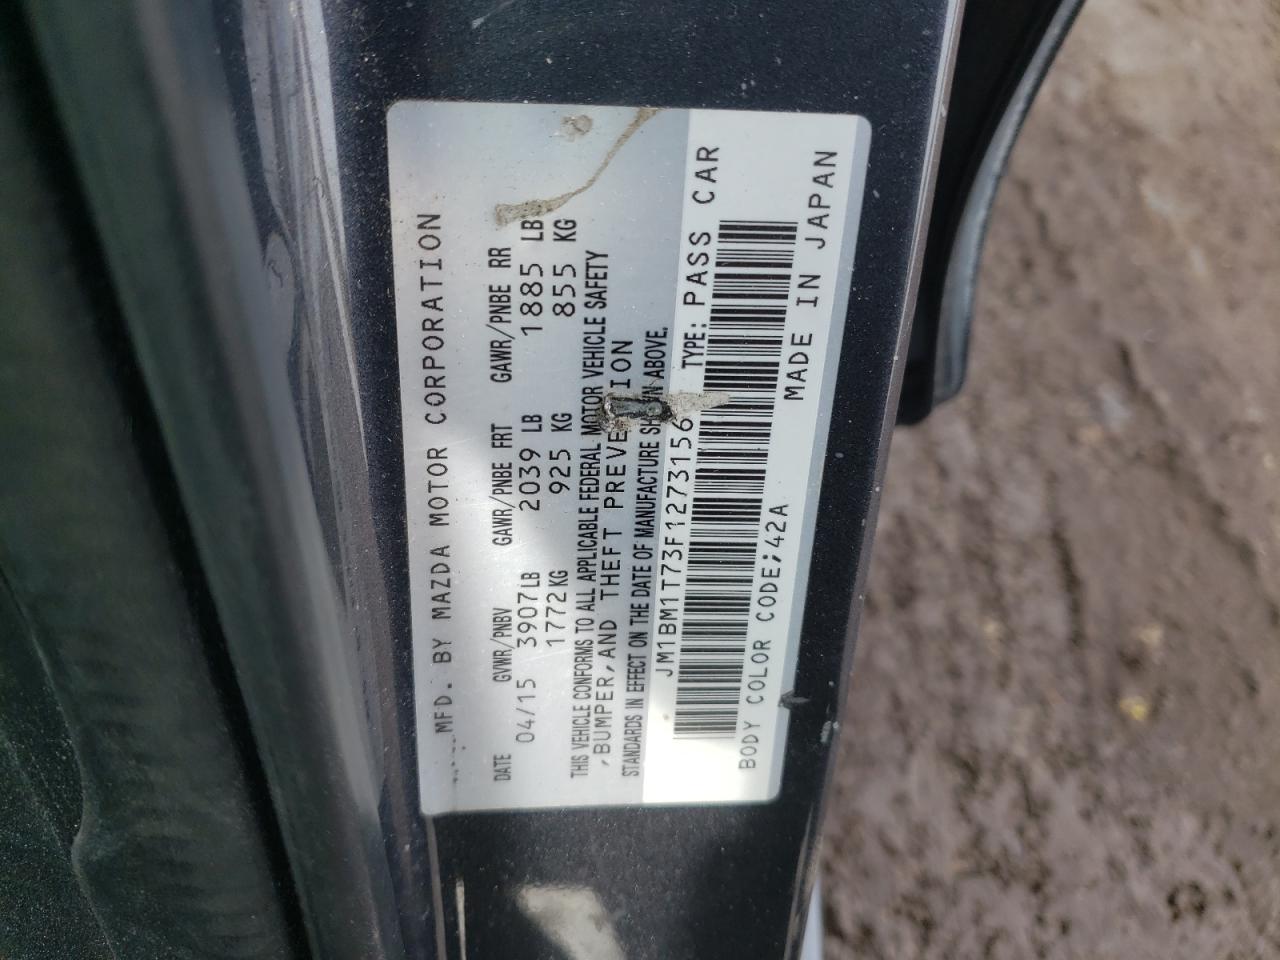 MFD. BY MAZDA MOTOR CORPORATION
DATE GVWR/PNBV GAWR/PNBE FRT GAWR/PNBE RR
04/15 3907LB 2039 LB 1885 LB
1772KG 925 KG 855 KG
THIS VEHICLE CONFORMS TO ALL APPLICABLE FEDERAL MOTOR VEHICLE SAFETY
,BUMPER,AND THEFT PREVENTION
STANDARDS IN EFFECT ON THE DATE OF MANUFACTURE SHOWN ABOVE.
JM1BM1T73F1273156 TYPE: PASS CAR
BODY COLOR CODE;42A MADE IN JAPAN